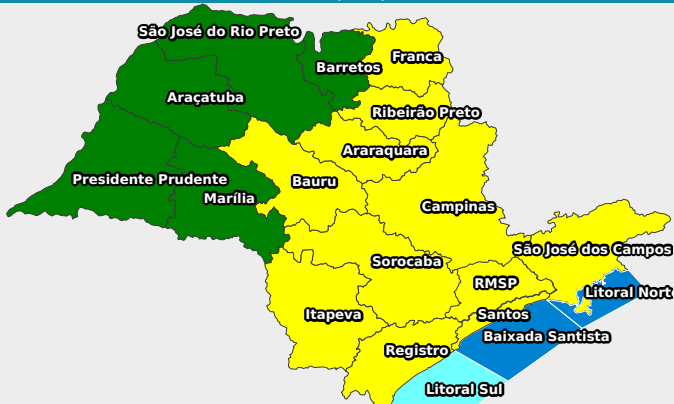 São José do Rio Preto
Franca
Barretos
Araçatuba
Ribeirão Preto
Araraquara
Presidente Prudente
Bauru
Marília
Campinas
São José dos Campos
Sorocaba
RMSP
Litoral Nort
Itapeva
Santos
Baixada Santista
Registro
Litoral Sul